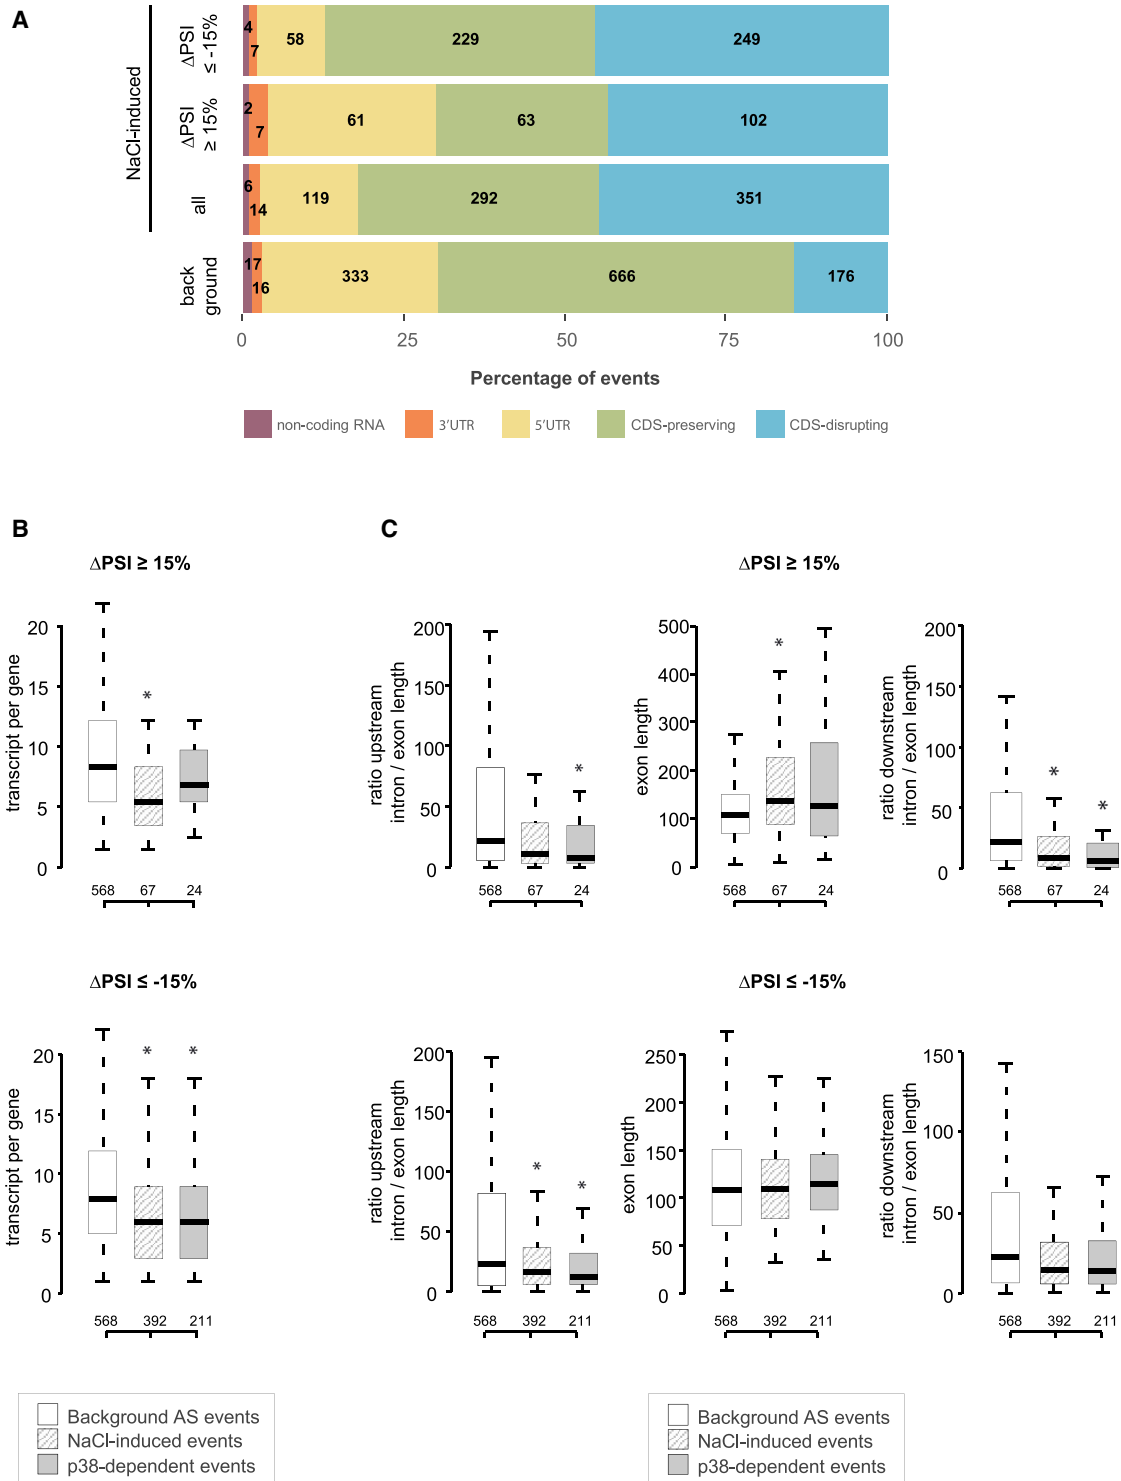 A
NaCl-induced
ΔPSI
≤ -15%
4
7
58
229
249
ΔPSI
≥ 15%
2
7
61
63
102
all
6
14
119
292
351
back
ground
17
16
333
666
176
0
25
50
75
100
Percentage of events
non-coding RNA
3'UTR
5'UTR
CDS-preserving
CDS-disrupting
B
ΔPSI ≥ 15%
transcript per gene
20
15
10
5
0
*
568
67
24
ΔPSI ≤ -15%
transcript per gene
20
15
10
5
0
*
*
568
392
211
Background AS events
NaCl-induced events
p38-dependent events
C
ΔPSI ≥ 15%
ratio upstream
intron / exon length
200
150
100
50
0
*
568
67
24
exon length
500
400
300
200
100
0
*
568
67
24
ratio downstream
intron / exon length
200
150
100
50
0
*
*
568
67
24
ΔPSI ≤ -15%
ratio upstream
intron / exon length
200
150
100
50
0
*
*
568
392
211
exon length
250
200
150
100
50
0
568
392
211
ratio downstream
intron / exon length
150
100
50
0
568
392
211
Background AS events
NaCl-induced events
p38-dependent events